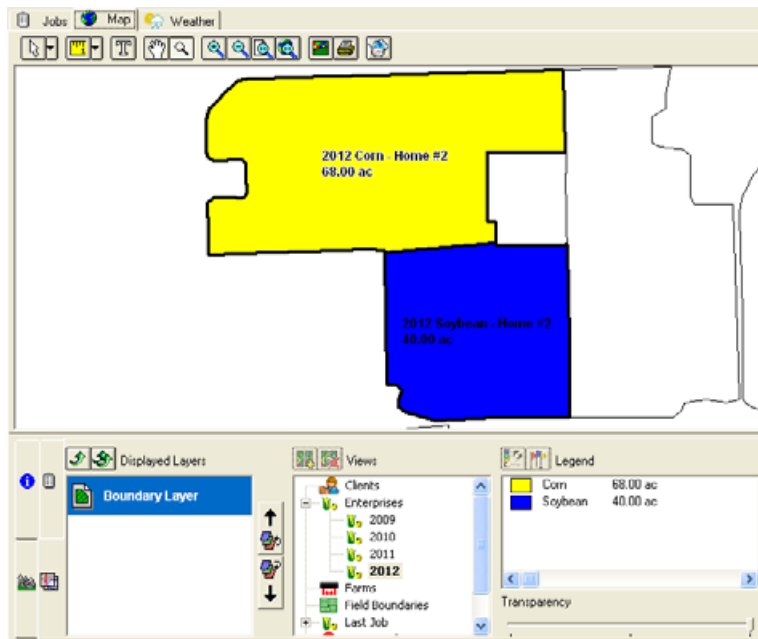 Jobs Map Weather
T
2012 Corn - Home #2
68.00 ac
2012 Soybean - Home #2
40.00 ac
Displayed Layers
Boundary Layer
Views
Clients
Enterprises
2009
2010
2011
2012
Farms
Field Boundaries
Last Job
Legend
Corn 68.00 ac
Soybean 40.00 ac
Transparency